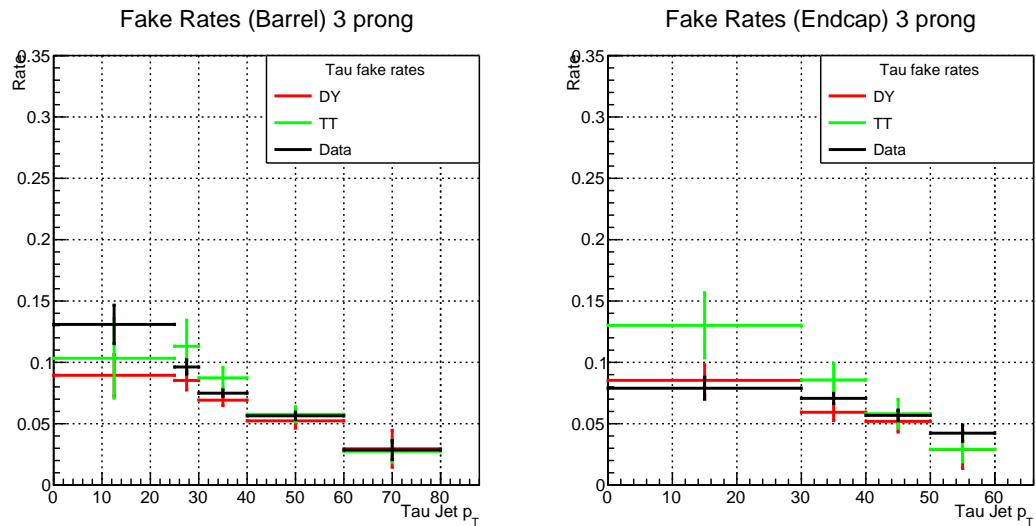 Fake Rates (Barrel) 3 prong
Rate
0.35
0.3
0.25
0.2
0.15
0.1
0.05
0
0 10 20 30 40 50 60 70 80
Tau Jet p_T
Tau fake rates
DY
TT
Data
Fake Rates (Endcap) 3 prong
Rate
0.35
0.3
0.25
0.2
0.15
0.1
0.05
0
0 10 20 30 40 50 60
Tau Jet p_T
Tau fake rates
DY
TT
Data